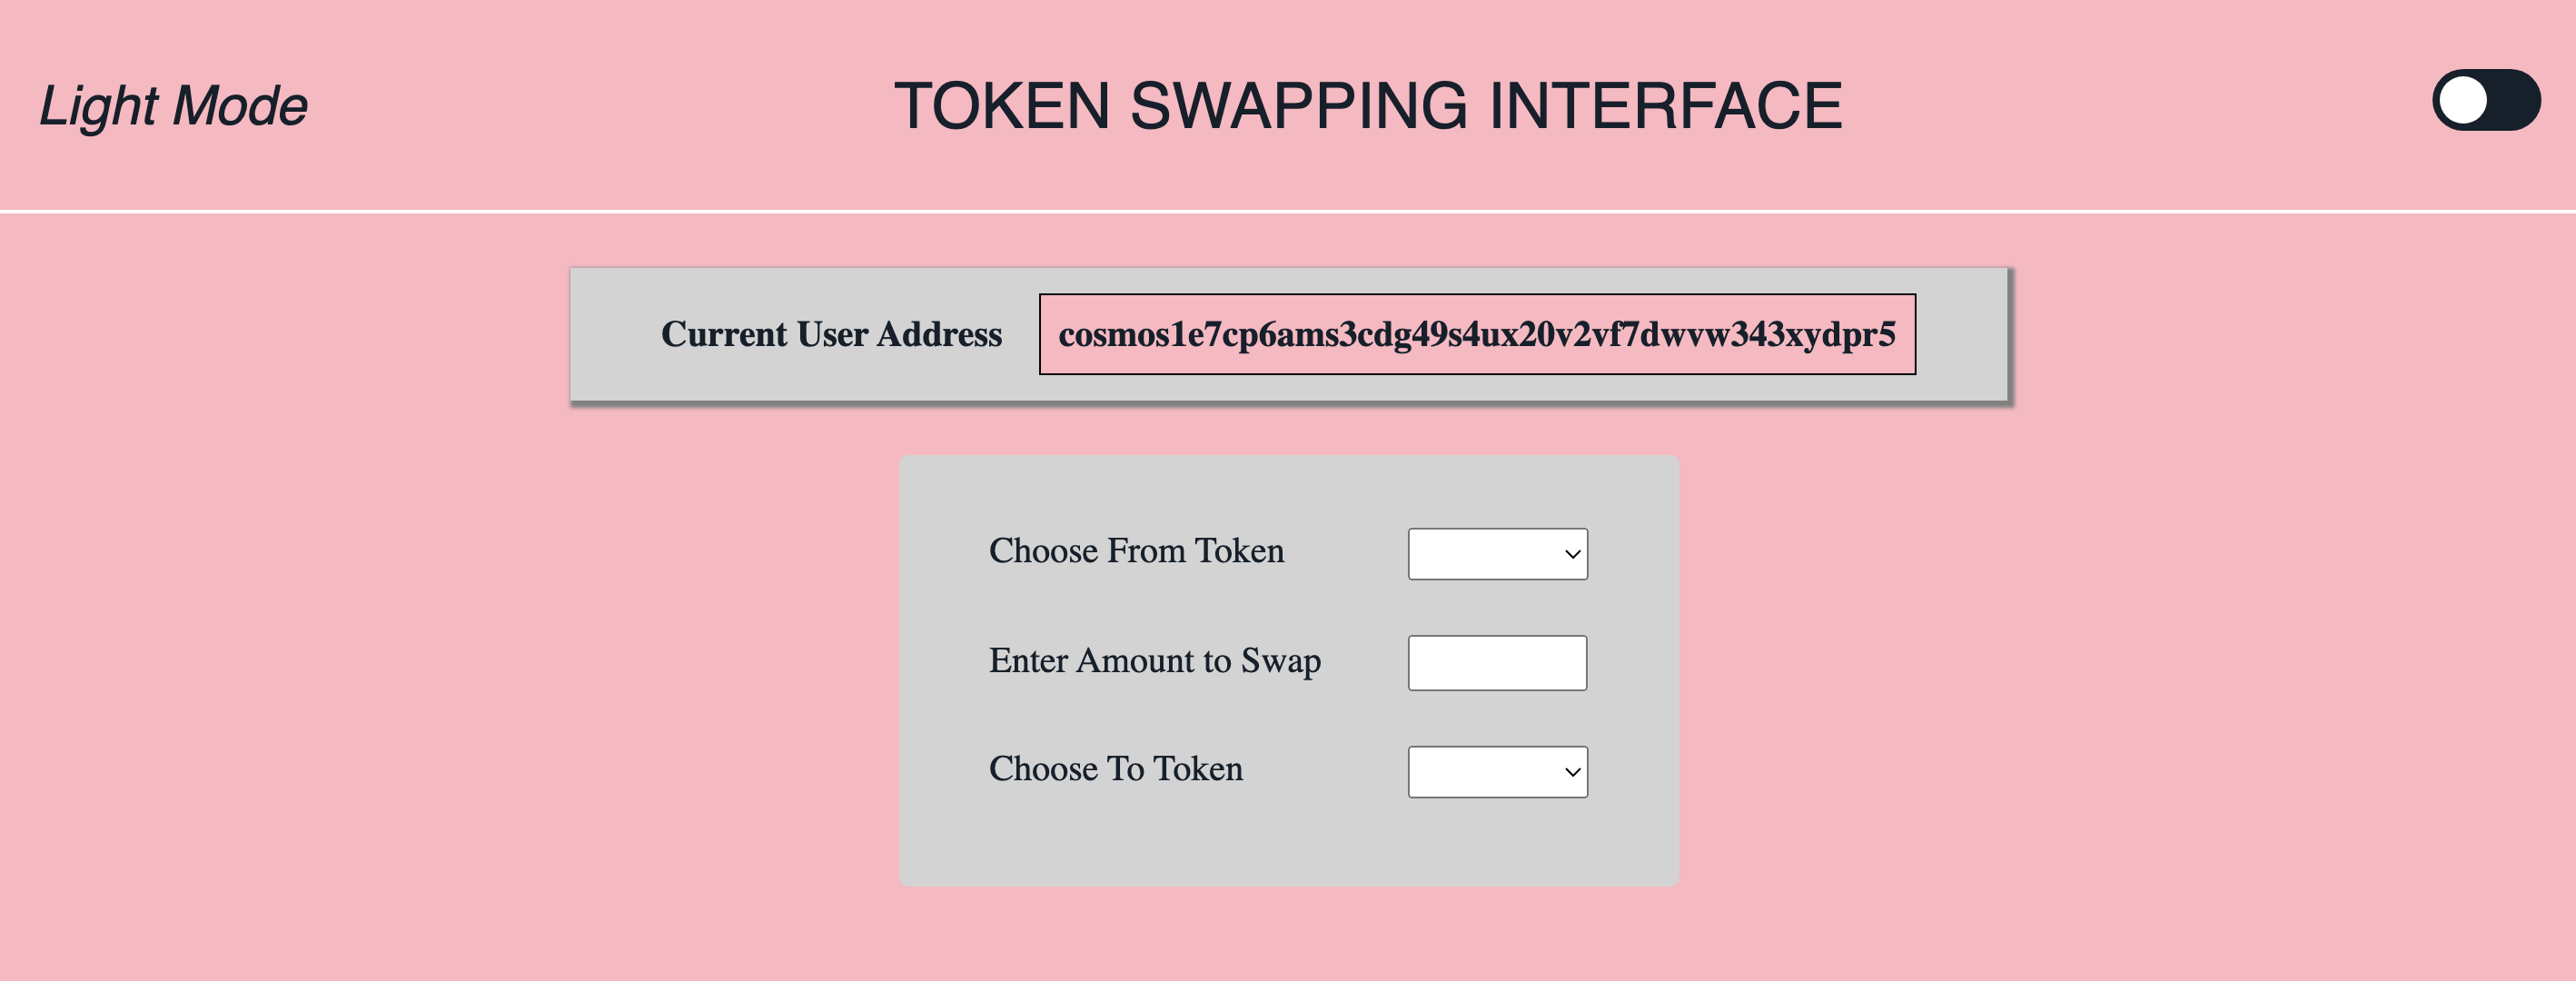 Light Mode
TOKEN SWAPPING INTERFACE
Current User Address
cosmos1e7cp6ams3cdg49s4ux20v2vf7dwvw343xydpr5
Choose From Token
Enter Amount to Swap
Choose To Token